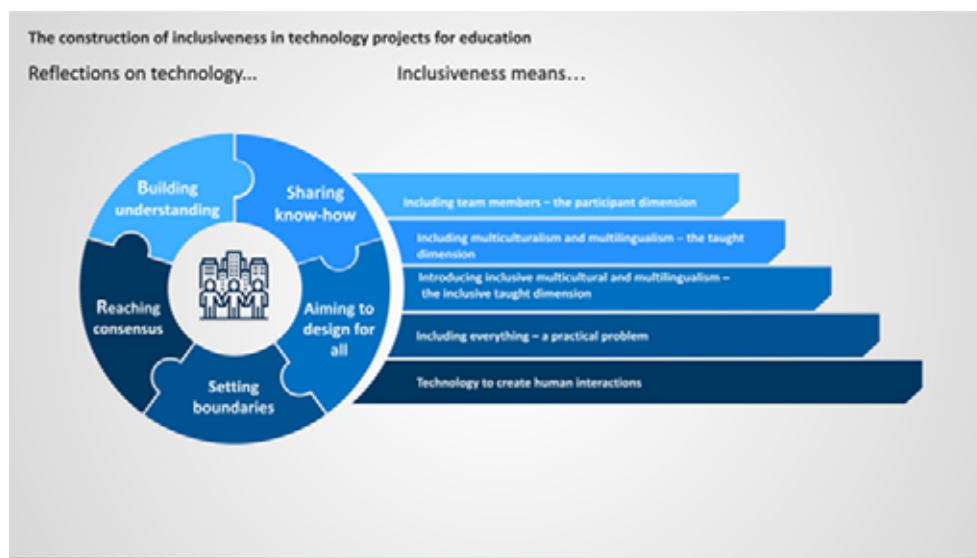 The construction of inclusiveness in technology projects for education
Reflections on technology...
Inclusiveness means...
Building
understanding
Sharing
know-how
Aiming to
design for
all
Setting
boundaries
Reaching
consensus
Including team members – the participant dimension
Including multiculturalism and multilingualism – the taught
dimension
Introducing inclusive multicultural and multilingualism –
the inclusive taught dimension
Including everything – a practical problem
Technology to create human interactions